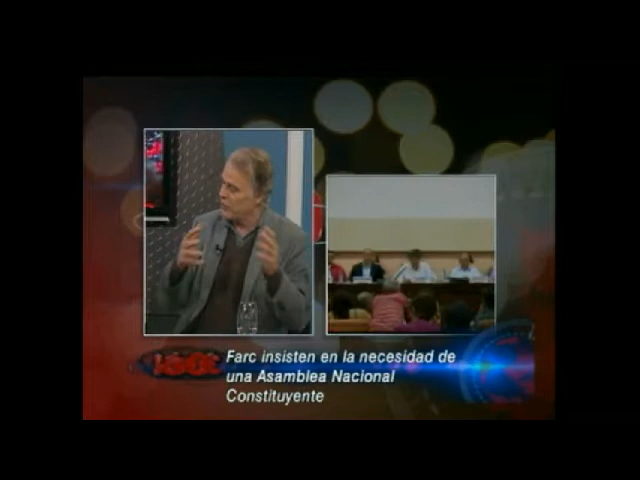 Farc insisten en la necesidad de
una Asamblea Nacional
Constituyente